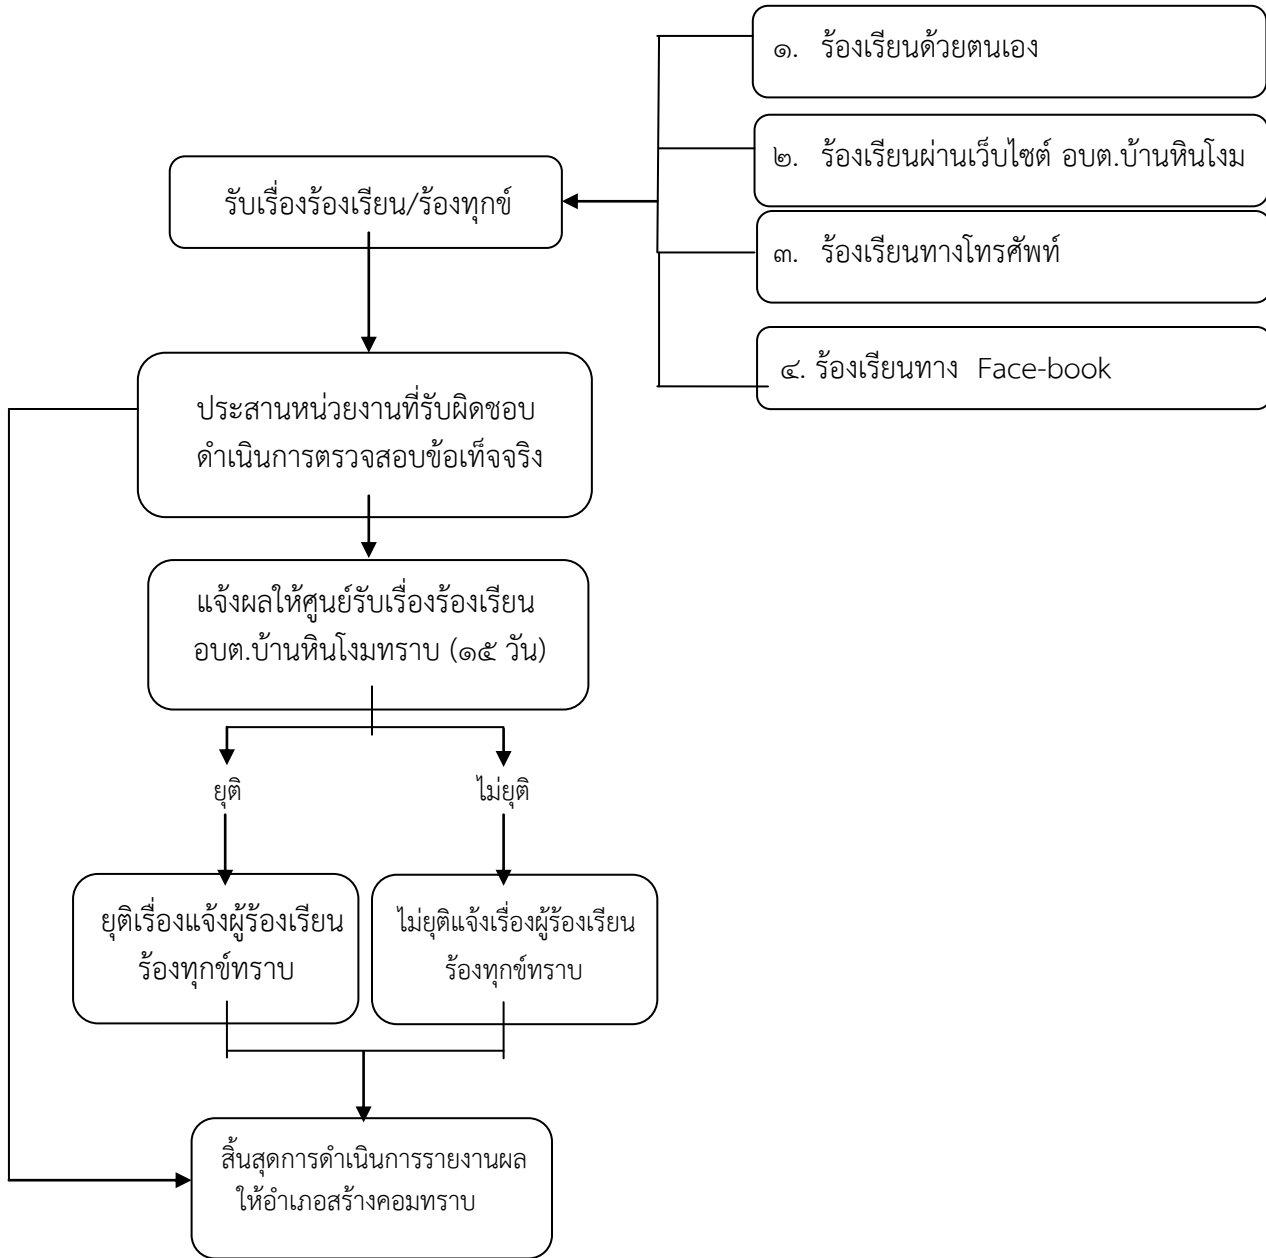 ๑. ร้องเรียนด้วยตนเอง
๒. ร้องเรียนผ่านเว็บไซต์ อบต.บ้านหินโงม
รับเรื่องร้องเรียน/ร้องทุกข์
๓. ร้องเรียนทางโทรศัพท์
๔. ร้องเรียนทาง Face-book
ประสานหน่วยงานที่รับผิดชอบ
ดำเนินการตรวจสอบข้อเท็จจริง
แจ้งผลให้ศูนย์รับเรื่องร้องเรียน
อบต.บ้านหินโงมทราบ (๑๕ วัน)
ยุติ
ไม่ยุติ
ยุติเรื่องแจ้งผู้ร้องเรียน
ร้องทุกข์ทราบ
ไม่ยุติแจ้งเรื่องผู้ร้องเรียน
ร้องทุกข์ทราบ
สิ้นสุดการดำเนินการรายงานผล
ให้อำเภอสร้างคอมทราบ